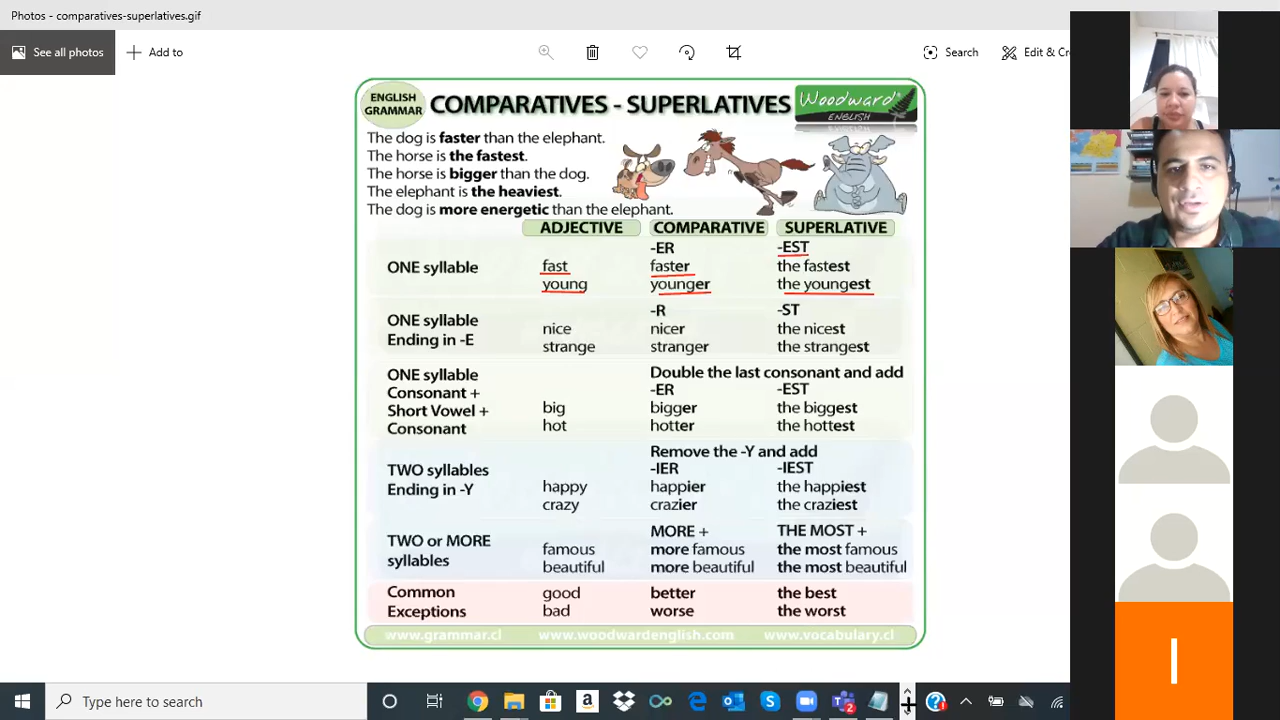 Photos - comparatives-superlatives.gif
See all photos
Add to
Search
Edit & Cr
ENGLISH GRAMMAR
COMPARATIVES - SUPERLATIVES
Woodward
ENGLISH
The dog is faster than the elephant.
The horse is the fastest.
The horse is bigger than the dog.
The elephant is the heaviest.
The dog is more energetic than the elephant.
ADJECTIVE COMPARATIVE SUPERLATIVE
-ER -EST
ONE syllable fast faster the fastest
young younger the youngest
-R -ST
ONE syllable Ending in -E nice nicer the nicest
strange stranger the strangest
Double the last consonant and add
-ER -EST
ONE syllable Consonant + Short Vowel + Consonant big bigger the biggest
hot hotter the hottest
Remove the -Y and add
-IER -IEST
TWO syllables Ending in -Y happy happier the happiest
crazy crazier the craziest
MORE + THE MOST +
TWO or MORE syllables famous more famous the most famous
beautiful more beautiful the most beautiful
Common Exceptions good better the best
bad worse the worst
www.grammar.cl www.woodwardenglish.com www.vocabulary.cl
Type here to search
I